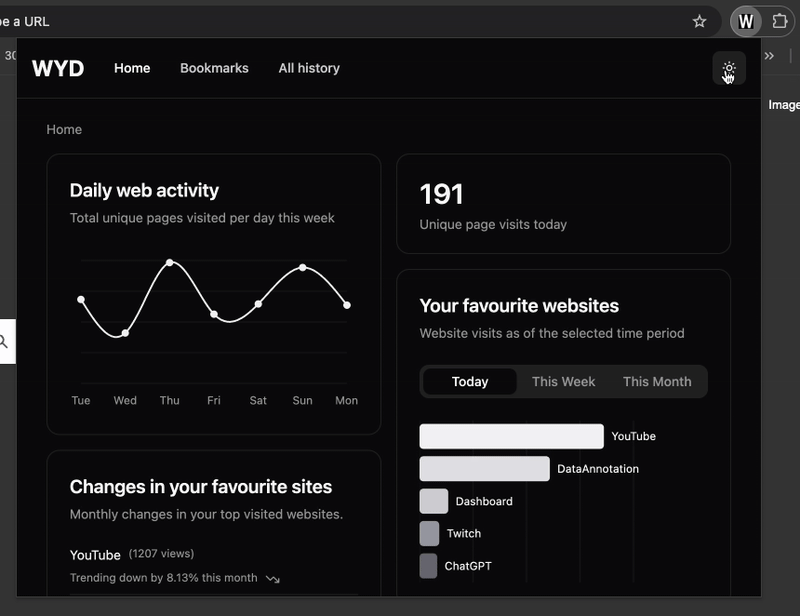 be a URL
W
30
»
WYD
Home
Bookmarks
All history
Image
Home
Daily web activity
Total unique pages visited per day this week
Tue Wed Thu Fri Sat Sun Mon
191
Unique page visits today
Your favourite websites
Website visits as of the selected time period
Today
This Week
This Month
YouTube
DataAnnotation
Dashboard
Twitch
ChatGPT
Changes in your favourite sites
Monthly changes in your top visited websites.
YouTube (1207 views)
Trending down by 8.13% this month